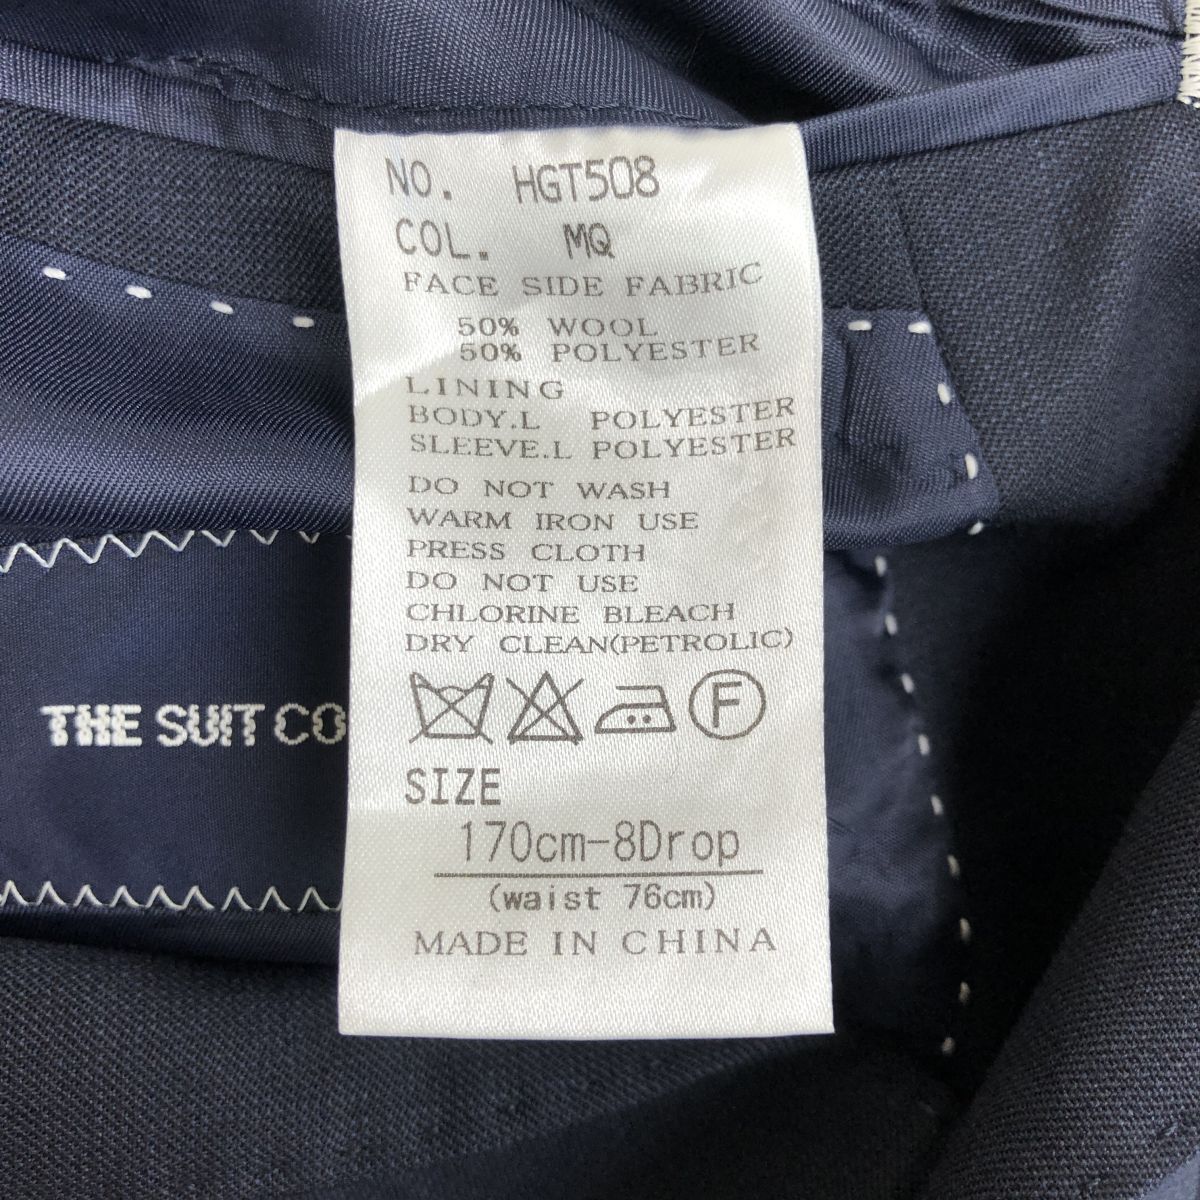 NO. HGT508
COL. MQ
FACE SIDE FABRIC
50% WOOL
50% POLYESTER
LINING
BODY.L POLYESTER
SLEEVE.L POLYESTER
DO NOT WASH
WARM IRON USE
PRESS CLOTH
DO NOT USE
CHLORINE BLEACH
DRY CLEAN(PETROLIC)
F
SIZE
170cm-8Drop
(waist 76cm)
MADE IN CHINA
THE SUIT CO